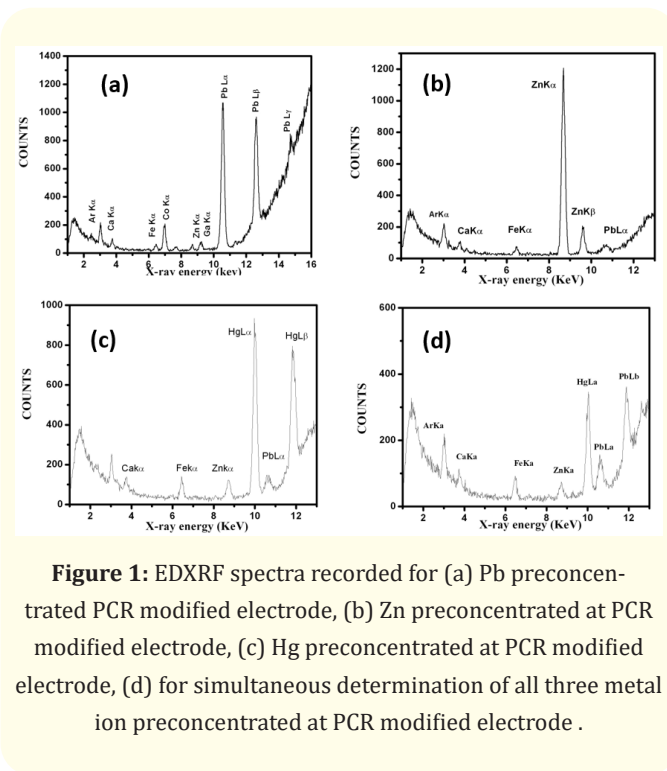 (a)
1400
1200
1000
800
600
400
200
0
COUNTS
Ar Kα
Ca Kα
Fe Kα
Co Kα
Zn Kα
Ga Kα
Pb Lα
Pb Lβ
Pb Lγ
2 4 6 8 10 12 14 16
X-ray energy (kev)
(b)
1200
1000
800
600
400
200
0
COUNTS
ArKα
CaKα
FeKα
ZnKα
ZnKβ
PbLα
2 4 6 8 10 12
X-ray energy (KeV)
(c)
1000
800
600
400
200
0
COUNTS
Cakα
Fekα
Znkα
HgLα
PbLα
HgLβ
2 4 6 8 10 12
X-ray energy (KeV)
(d)
600
400
200
0
COUNTS
ArKa
CaKa
FeKa
ZnKa
HgLa
PbLa
PbLb
2 4 6 8 10 12
X-ray energy (KeV)
Figure 1: EDXRF spectra recorded for (a) Pb preconcen-
trated PCR modified electrode, (b) Zn preconcentrated at PCR
modified electrode, (c) Hg preconcentrated at PCR modified
electrode, (d) for simultaneous determination of all three metal
ion preconcentrated at PCR modified electrode .